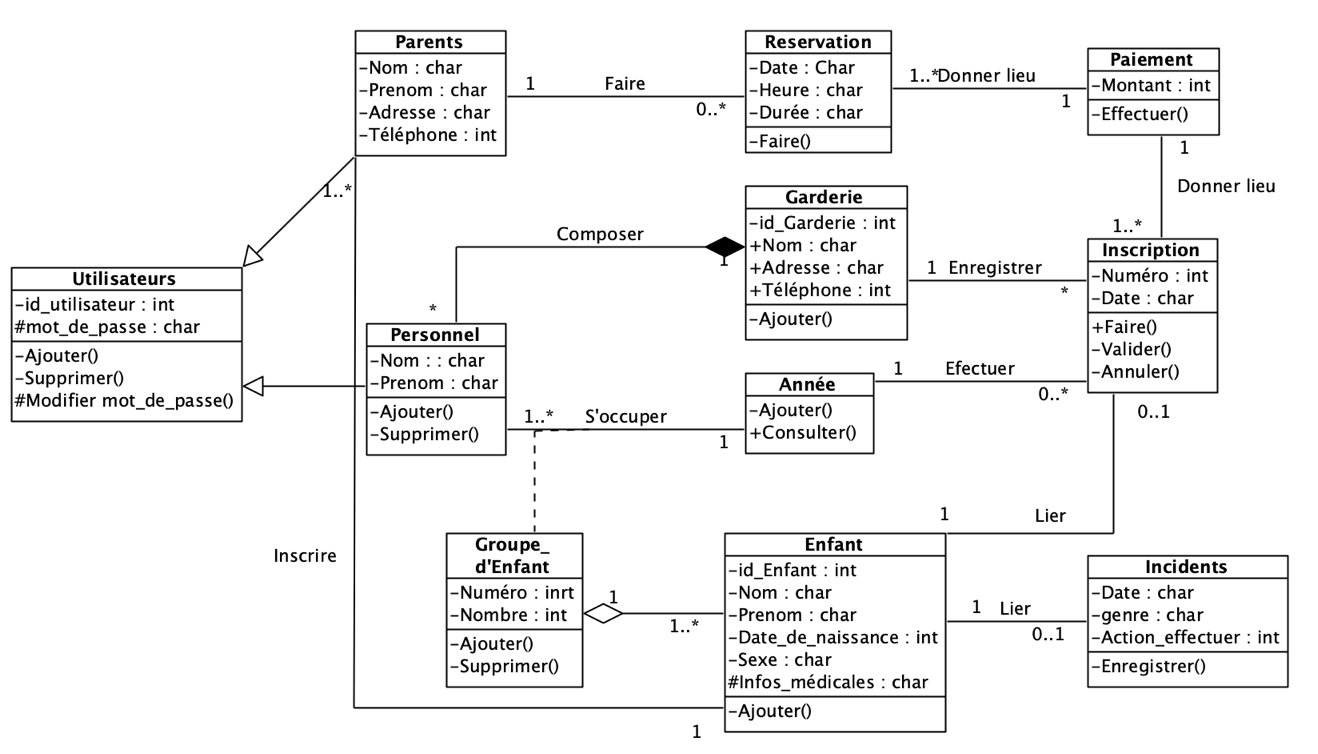 Parents
-Nom : char
-Prenom : char
-Adresse : char
-Téléphone : int
1
Faire
0..*
Reservation
-Date : Char
-Heure : char
-Durée : char
-Faire()
1..*
Donner lieu
1
Paiement
-Montant : int
-Effectuer()
1
Donner lieu
1..*
1..*
Utilisateurs
-id_utilisateur : int
#mot_de_passe : char
-Ajouter()
-Supprimer()
#Modifier mot_de_passe()
Composer
1
*
Garderie
-id_Garderie : int
+Nom : char
+Adresse : char
+Téléphone : int
-Ajouter()
1 Enregistrer
*
Inscription
-Numéro : int
-Date : char
+Faire()
-Valider()
-Annuler()
Personnel
-Nom : : char
-Prenom : char
-Ajouter()
-Supprimer()
1..*
S'occuper
1
Année
-Ajouter()
+Consulter()
1
Efectuer
0..*
0..1
1
Lier
Inscrire
Groupe_
d'Enfant
-Numéro : inrt
-Nombre : int
-Ajouter()
-Supprimer()
1
1..*
Enfant
-id_Enfant : int
-Nom : char
-Prenom : char
-Date_de_naissance : int
-Sexe : char
#Infos_médicales : char
-Ajouter()
1
1
Lier
0..1
Incidents
-Date : char
-genre : char
-Action_effectuer : int
-Enregistrer()